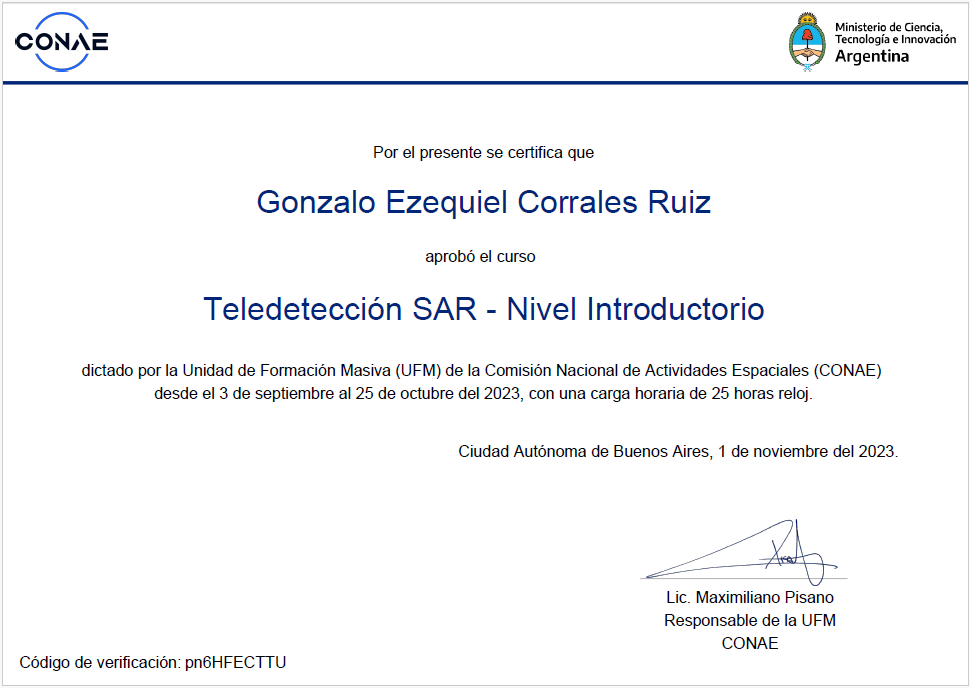 CONAE
Ministerio de Ciencia,
Tecnología e Innovación
Argentina
Por el presente se certifica que
Gonzalo Ezequiel Corrales Ruiz
aprobó el curso
Teledetección SAR - Nivel Introductorio
dictado por la Unidad de Formación Masiva (UFM) de la Comisión Nacional de Actividades Espaciales (CONAE)
desde el 3 de septiembre al 25 de octubre del 2023, con una carga horaria de 25 horas reloj.
Ciudad Autónoma de Buenos Aires, 1 de noviembre del 2023.
Lic. Maximiliano Pisano
Responsable de la UFM
CONAE
Código de verificación: pn6HFECTTU